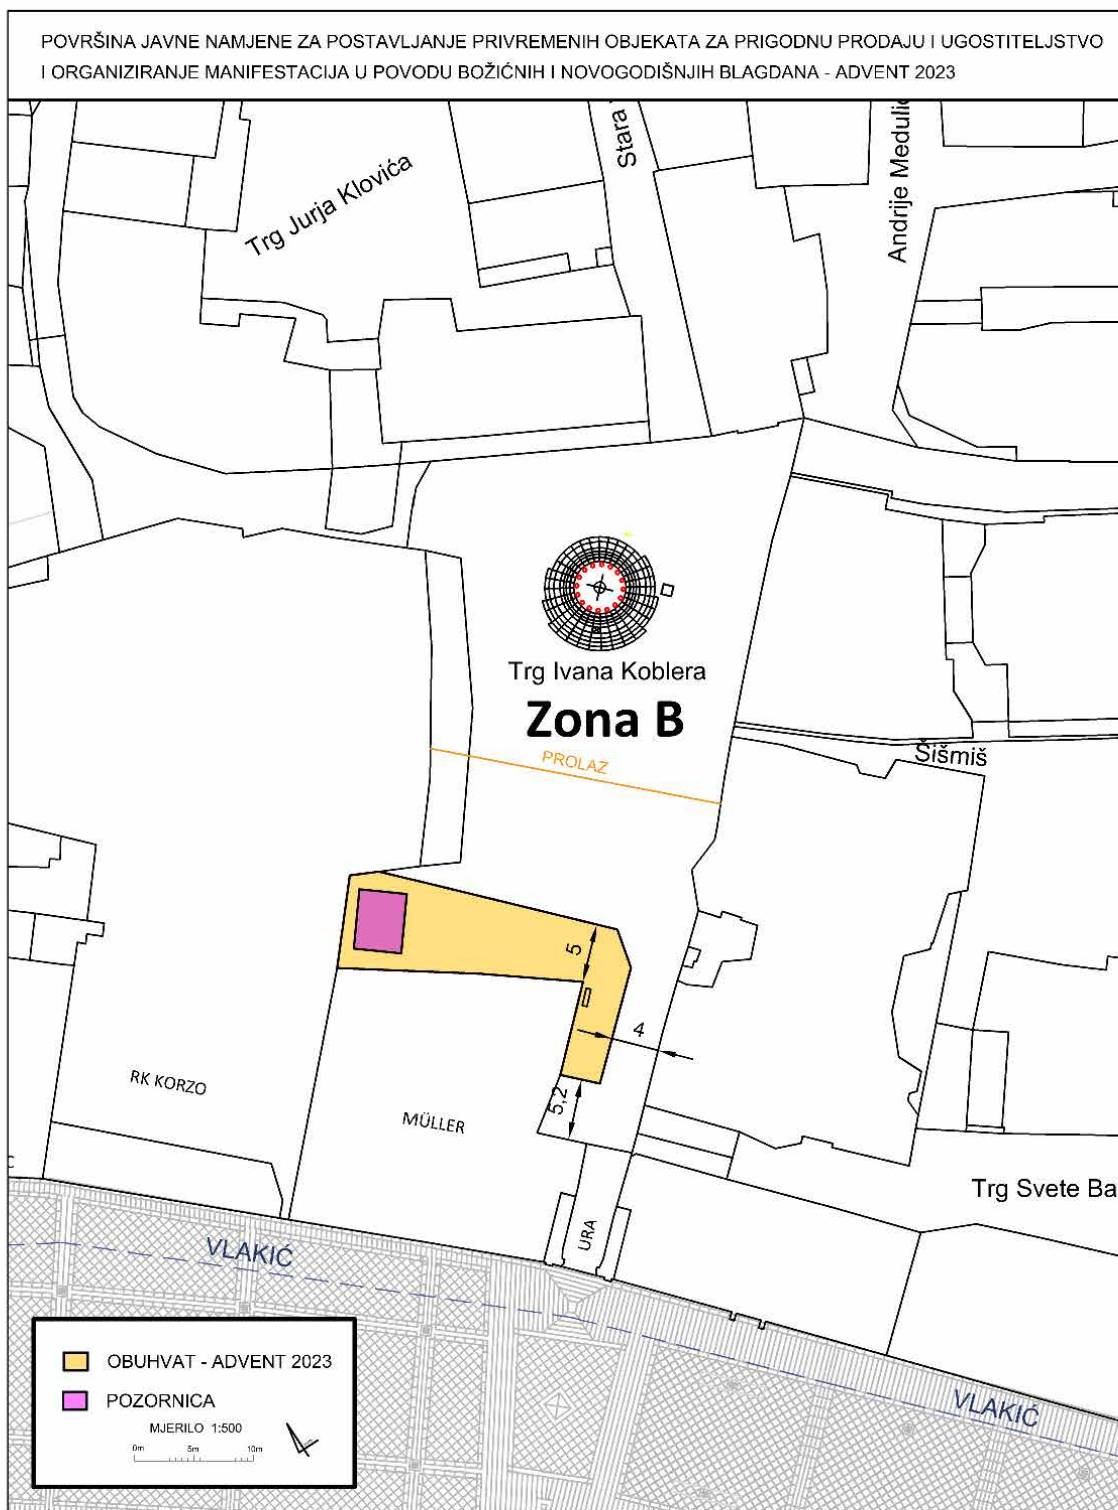 POVRŠINA JAVNE NAMJENE ZA POSTAVLJANJE PRIVREMENIH OBJEKATA ZA PRIGODNU PRODAJU I UGOSTITELJSTVO
I ORGANIZIRANJE MANIFESTACIJA U POVODU BOŽIĆNIH I NOVOGODIŠNJIH BLAGDANA - ADVENT 2023
Trg Jurja Klovića
Stara
Andrije Medulić
Trg Ivana Koblera
Zona B
PROLAZ
Šišmiš
5
4
5,2
RK KORZO
MÜLLER
URA
Trg Svete Ba
VLAKIĆ
VLAKIĆ
OBUHVAT - ADVENT 2023
POZORNICA
MJERILO 1:500
0m 5m 10m